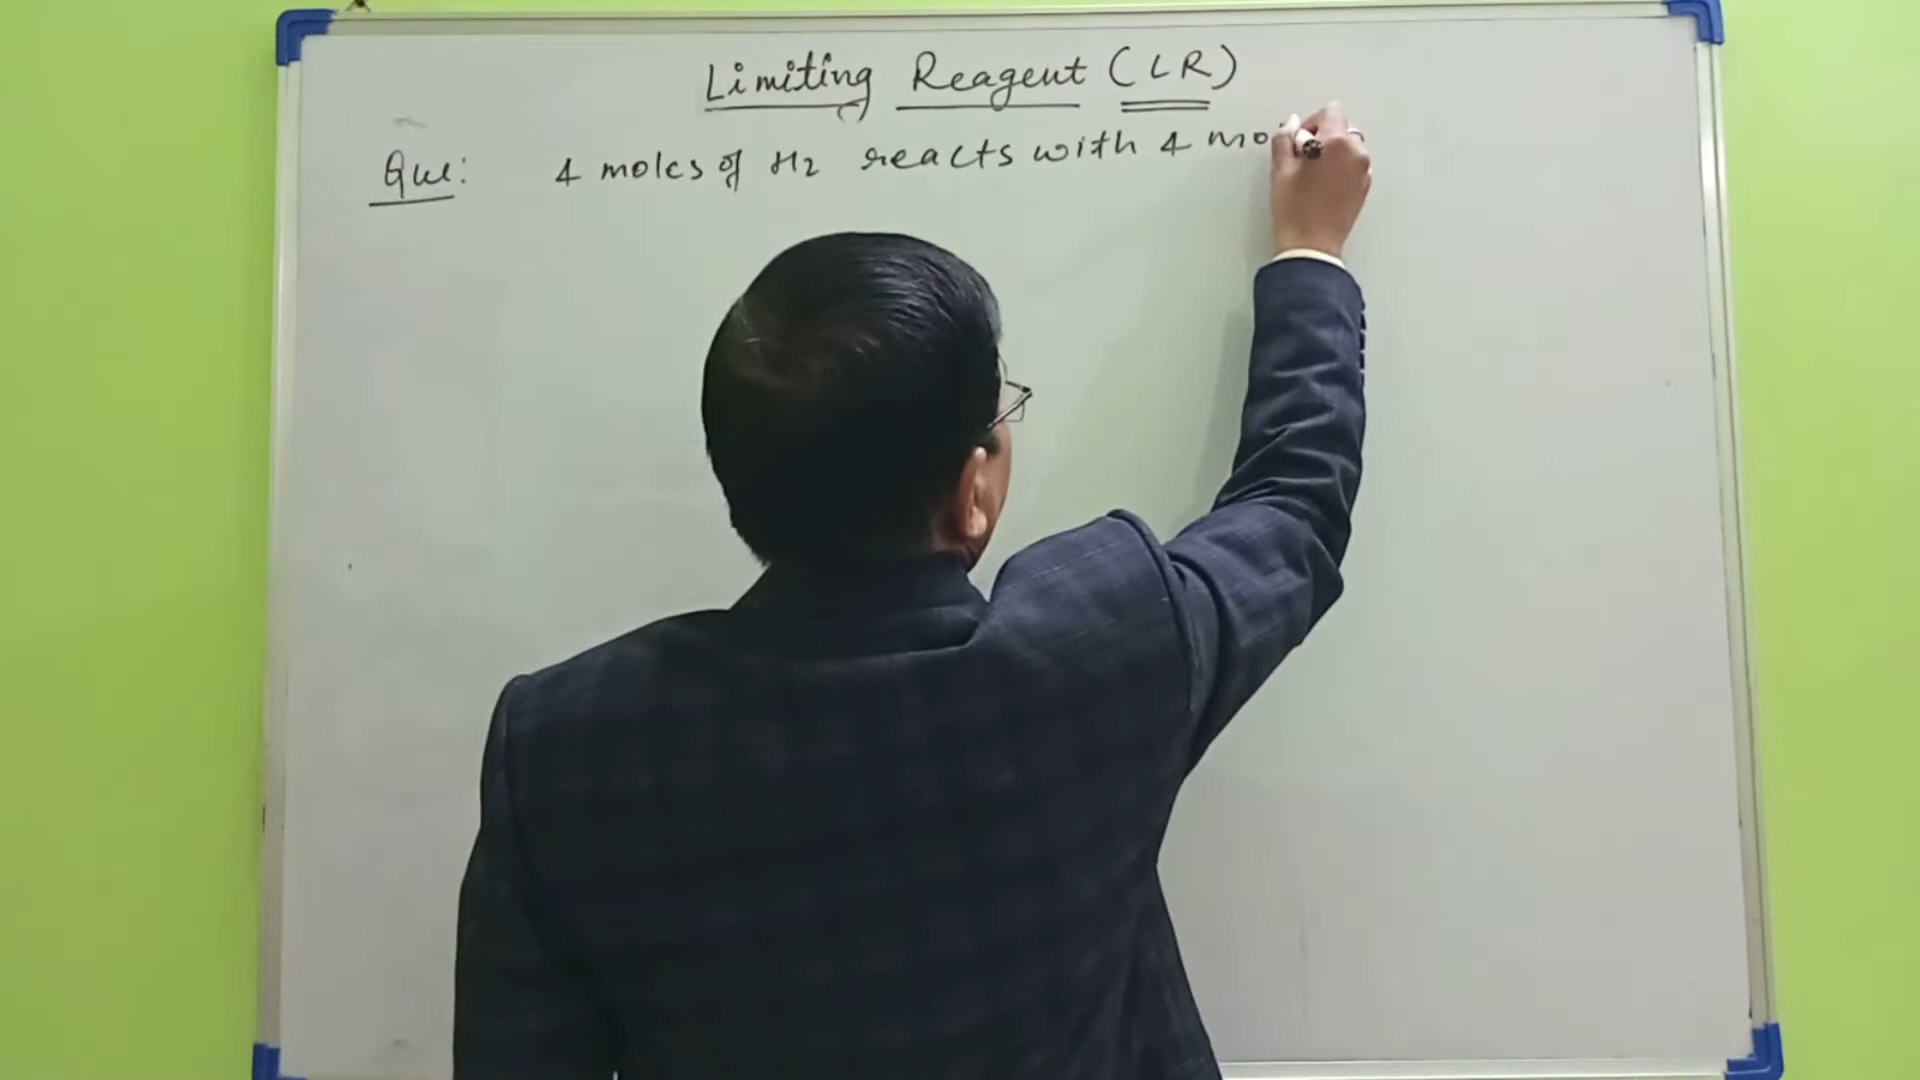 Limiting Reagent (LR)
Que: 4 moles of H2 reacts with 4 mo